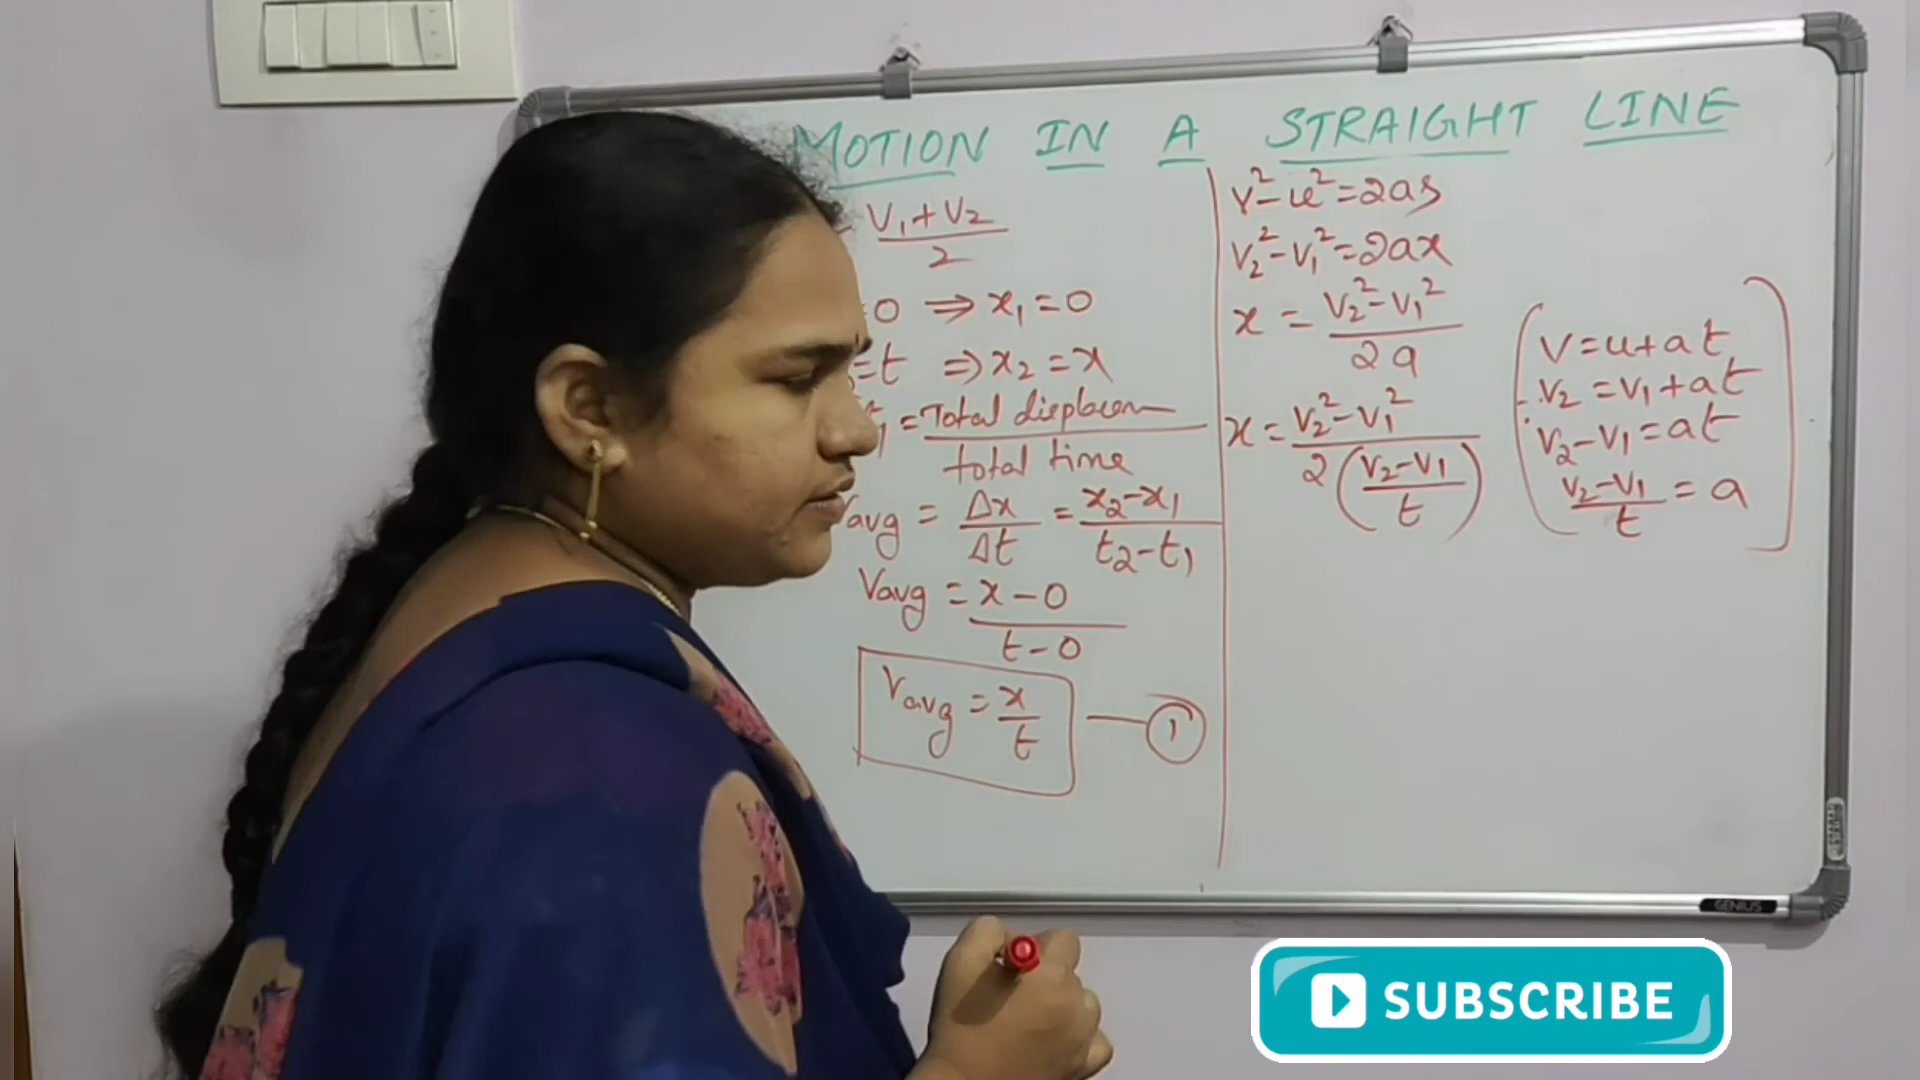 MOTION IN A STRAIGHT LINE
V₁+V₂
2
=0 ⇒ x₁=0
=t ⇒ x₂=x
= Total displacem
total time
avg = Δx/Δt = x₂-x₁/t₂-t₁
Vavg = x-0
t-0
Vavg = x/t — ①
v²-u²=2as
V₂²-V₁²=2ax
x = V₂²-V₁²
2a
x = V₂²-V₁²
2(V₂-V₁/t)
V=u+at
∴ V₂=V₁+at
V₂-V₁=at
V₂-V₁/t = a
GENIUS
SUBSCRIBE